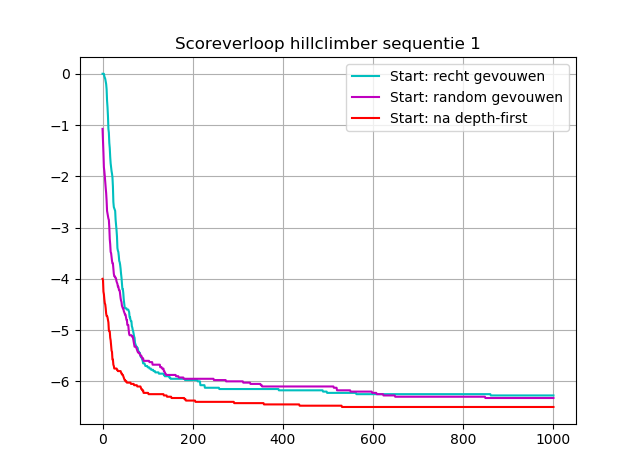 Scoreverloop hillclimber sequentie 1
Start: recht gevouwen
Start: random gevouwen
Start: na depth-first
0
−1
−2
−3
−4
−5
−6
0 200 400 600 800 1000